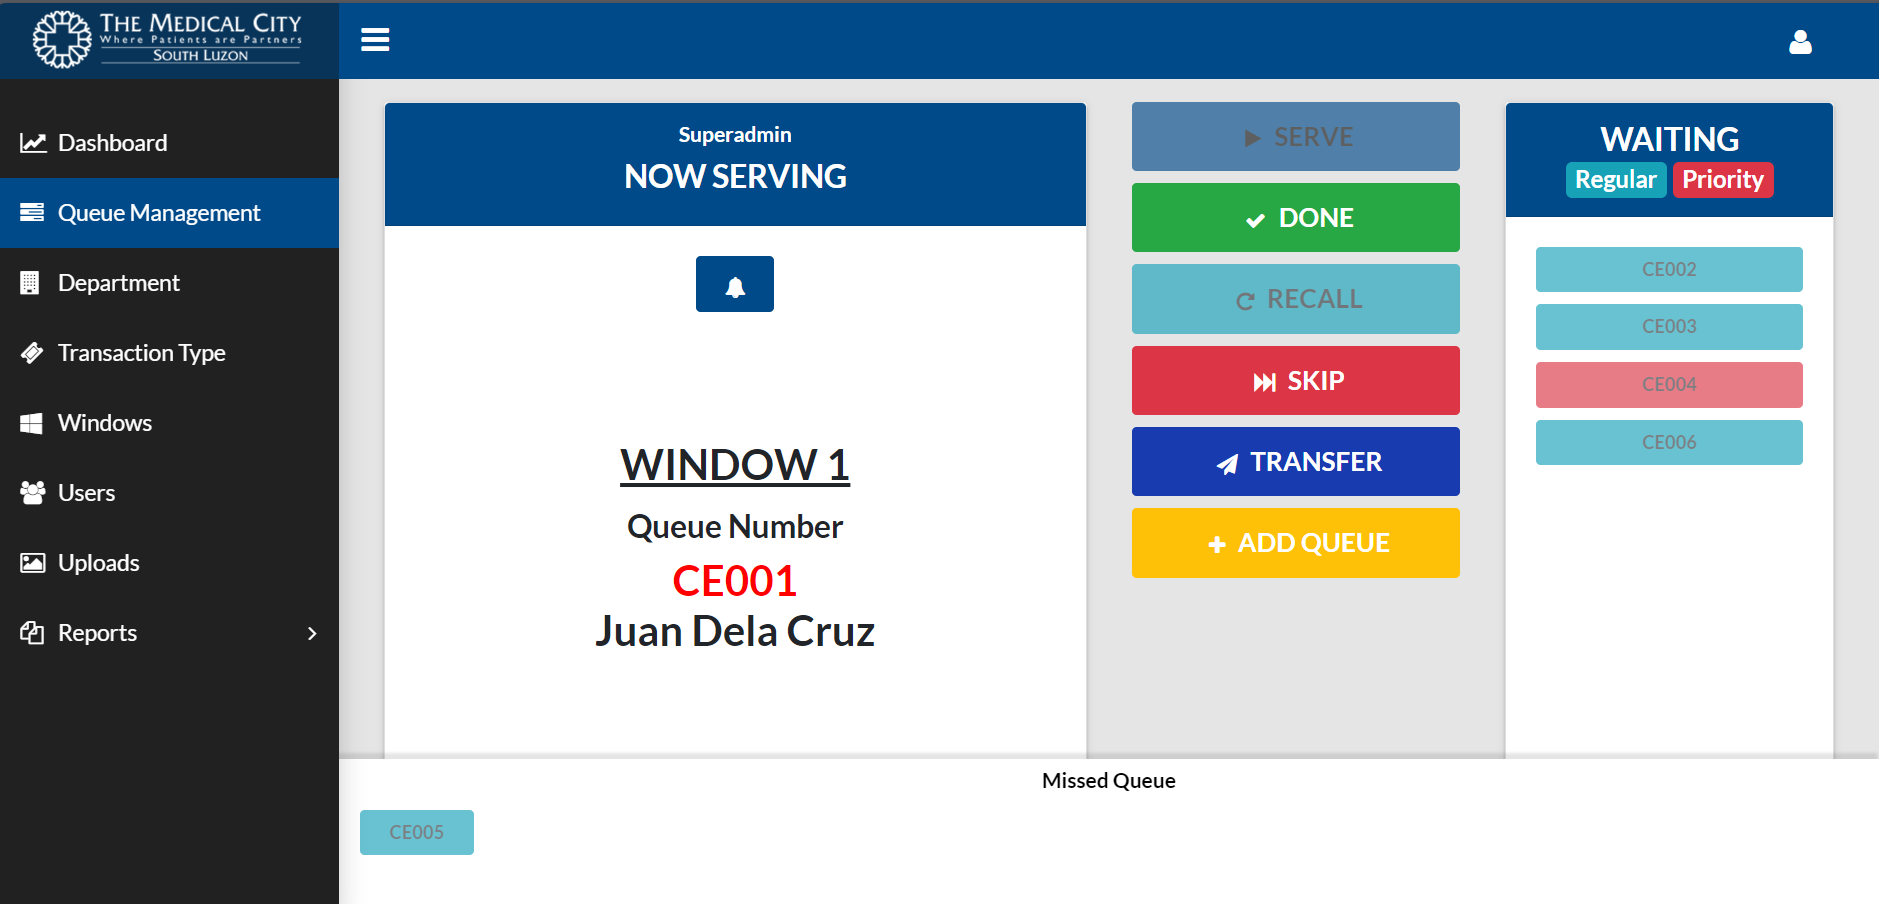 THE MEDICAL CITY
Where Patients are Partners
SOUTH LUZON
Dashboard
Queue Management
Department
Transaction Type
Windows
Users
Uploads
Reports
Superadmin
NOW SERVING
WINDOW 1
Queue Number
CE001
Juan Dela Cruz
SERVE
DONE
RECALL
SKIP
TRANSFER
ADD QUEUE
WAITING
Regular Priority
CE002
CE003
CE004
CE006
Missed Queue
CE005